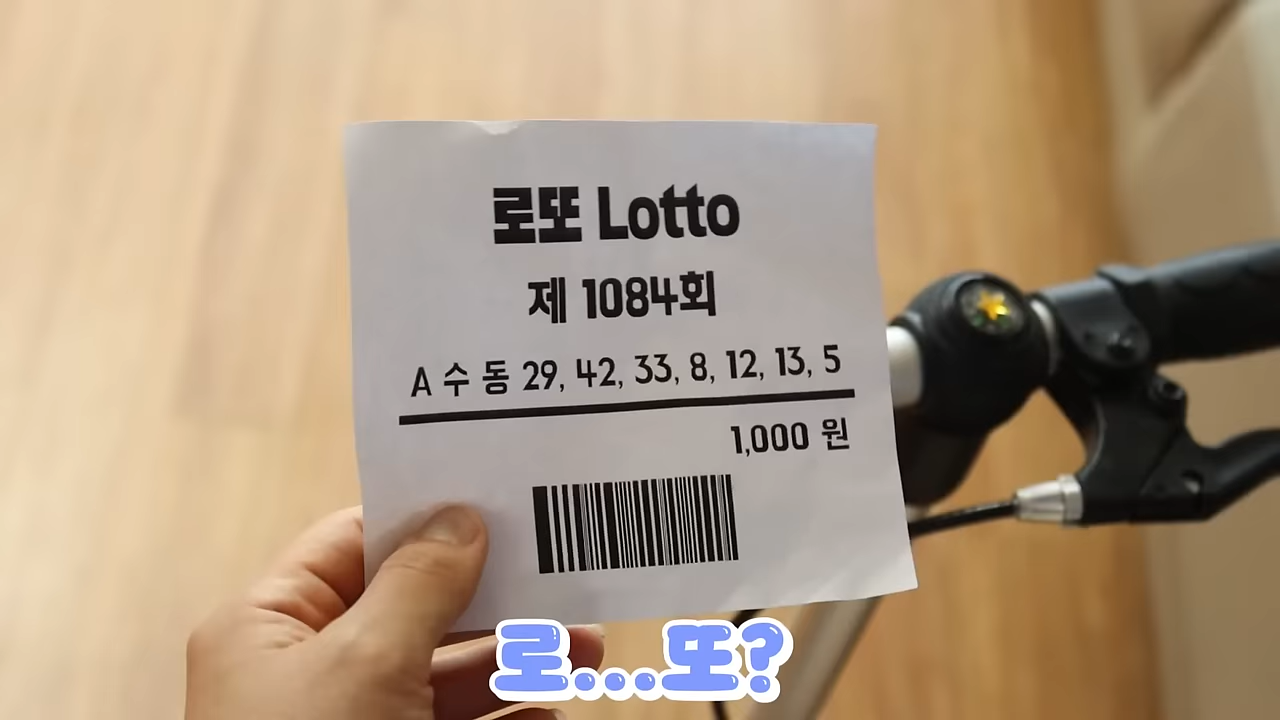 로또 Lotto
제 1084회
A 수 동 29, 42, 33, 8, 12, 13, 5
1,000 원
로...또?